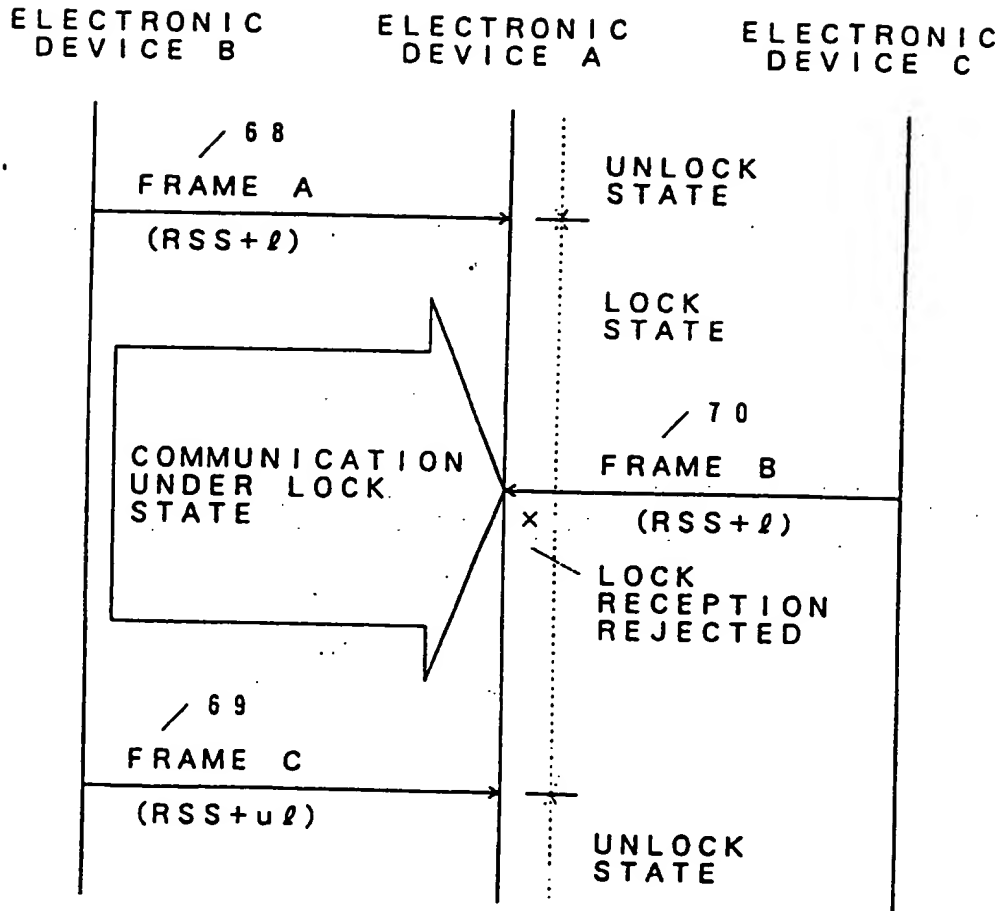 ELECTRONIC
DEVICE B
ELECTRONIC
DEVICE A
ELECTRONIC
DEVICE C
68
FRAME A
(RSS+ℓ)
UNLOCK
STATE
LOCK
STATE
70
FRAME B
(RSS+ℓ)
COMMUNICATION
UNDER LOCK
STATE
×
LOCK
RECEPTION
REJECTED
69
FRAME C
(RSS+uℓ)
UNLOCK
STATE